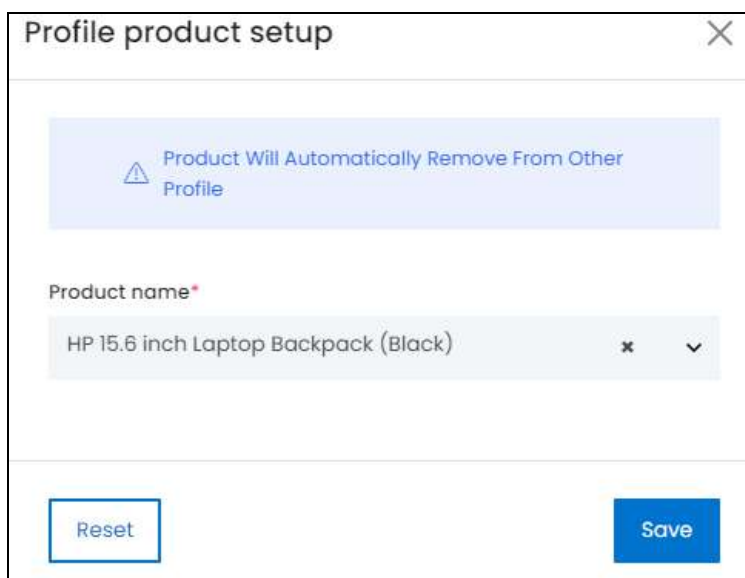 Profile product setup
Product Will Automatically Remove From Other
Profile
Product name*
HP 15.6 inch Laptop Backpack (Black)
Reset
Save